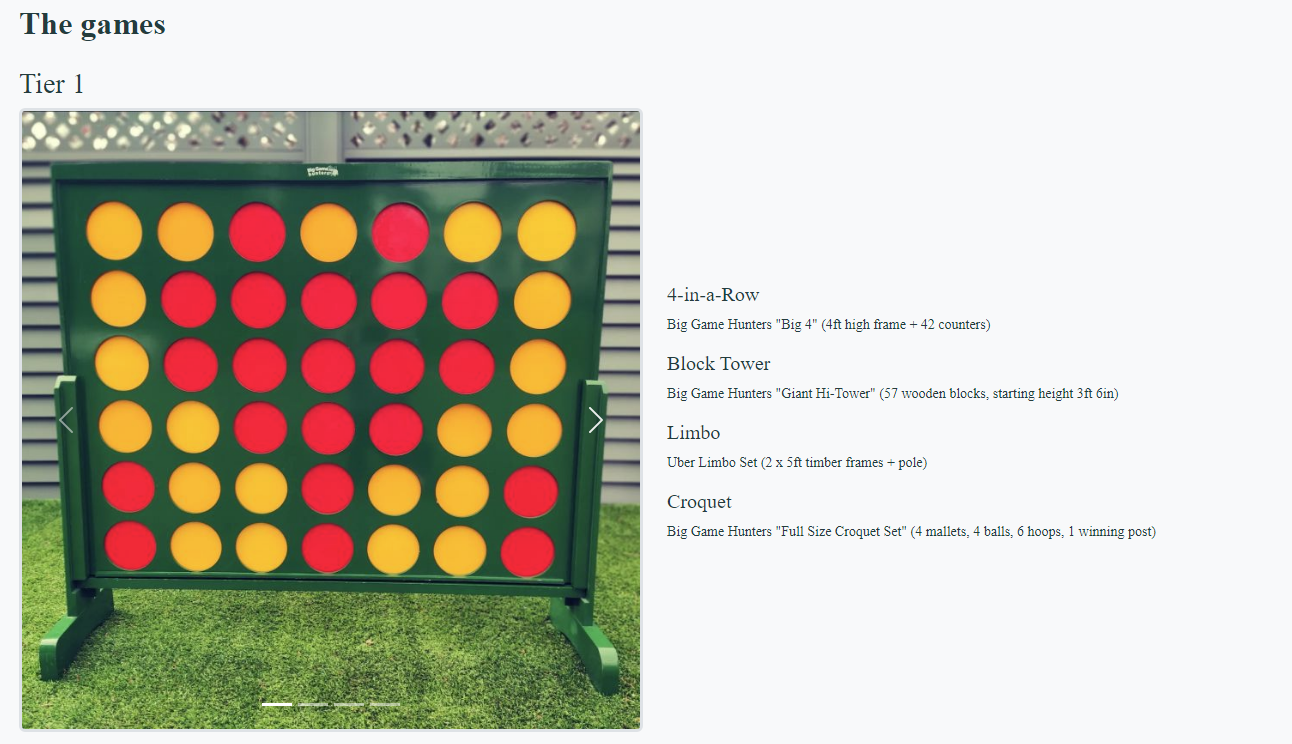 The games
Tier 1
Big Game
Hunters
4-in-a-Row
Big Game Hunters "Big 4" (4ft high frame + 42 counters)
Block Tower
Big Game Hunters "Giant Hi-Tower" (57 wooden blocks, starting height 3ft 6in)
Limbo
Uber Limbo Set (2 x 5ft timber frames + pole)
Croquet
Big Game Hunters "Full Size Croquet Set" (4 mallets, 4 balls, 6 hoops, 1 winning post)